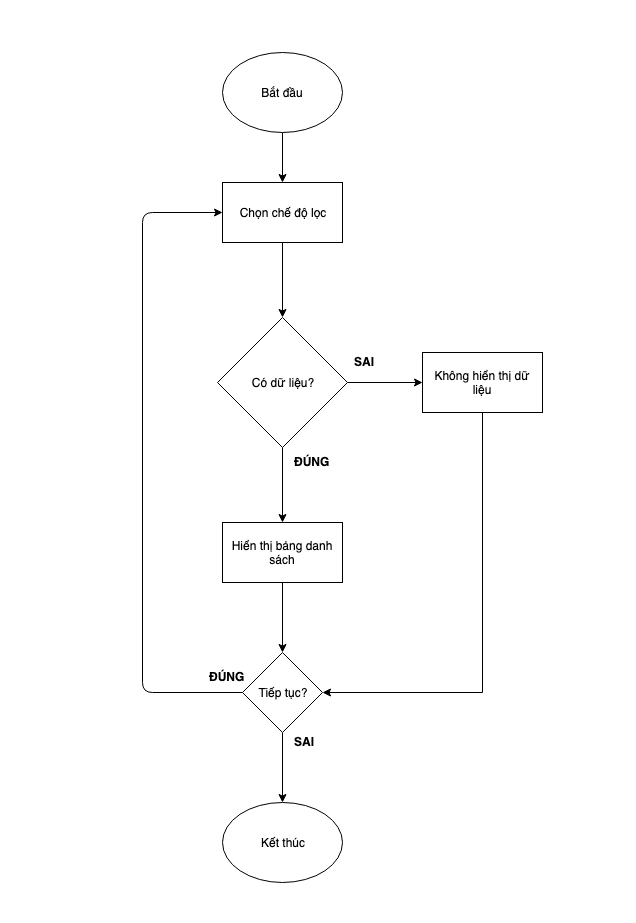 Bắt đầu
Chọn chế độ lọc
Có dữ liệu?
SAI
Không hiển thị dữ
liệu
ĐÚNG
Hiển thị bảng danh
sách
ĐÚNG
Tiếp tục?
SAI
Kết thúc